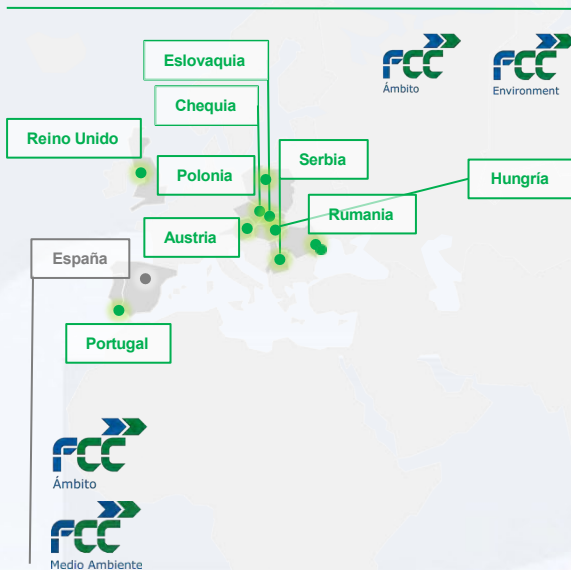 Eslovaquia
FCC
Ámbito
FCC
Environment
Chequia
Reino Unido
Polonia
Serbia
Hungría
Rumania
Austria
España
Portugal
FCC
Ámbito
FCC
Medio Ambiente